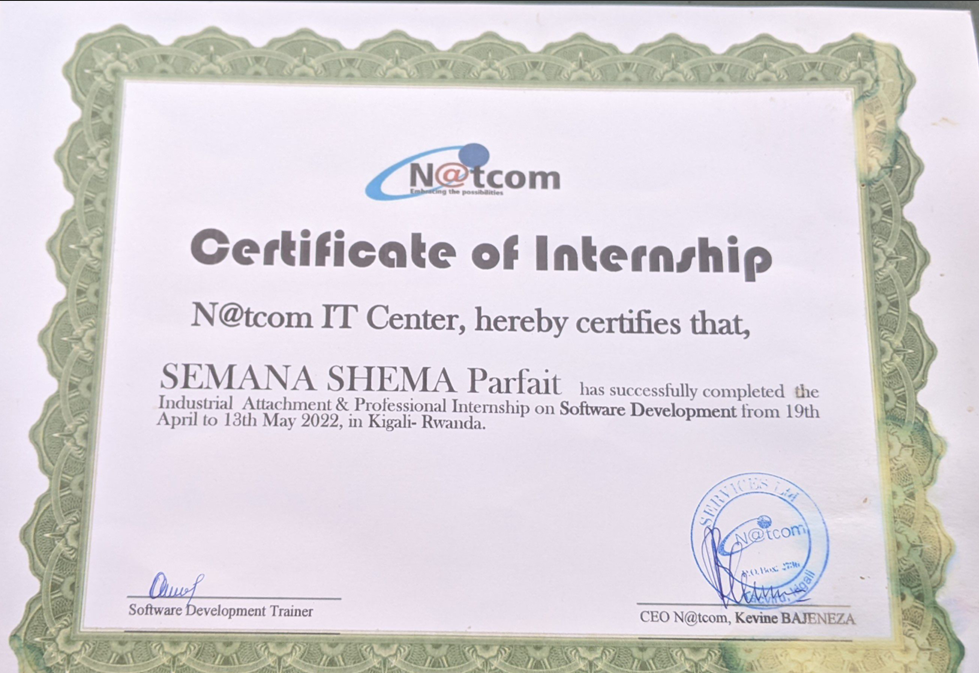 N@tcom
Embracing the possibilities
Certificate of Internship
N@tcom IT Center, hereby certifies that,
SEMANA SHEMA Parfait has successfully completed the
Industrial Attachment & Professional Internship on Software Development from 19th
April to 13th May 2022, in Kigali- Rwanda.
SERVICES Ltd
N@tcom
Kigali
Software Development Trainer
CEO N@tcom, Kevine BAJENEZA